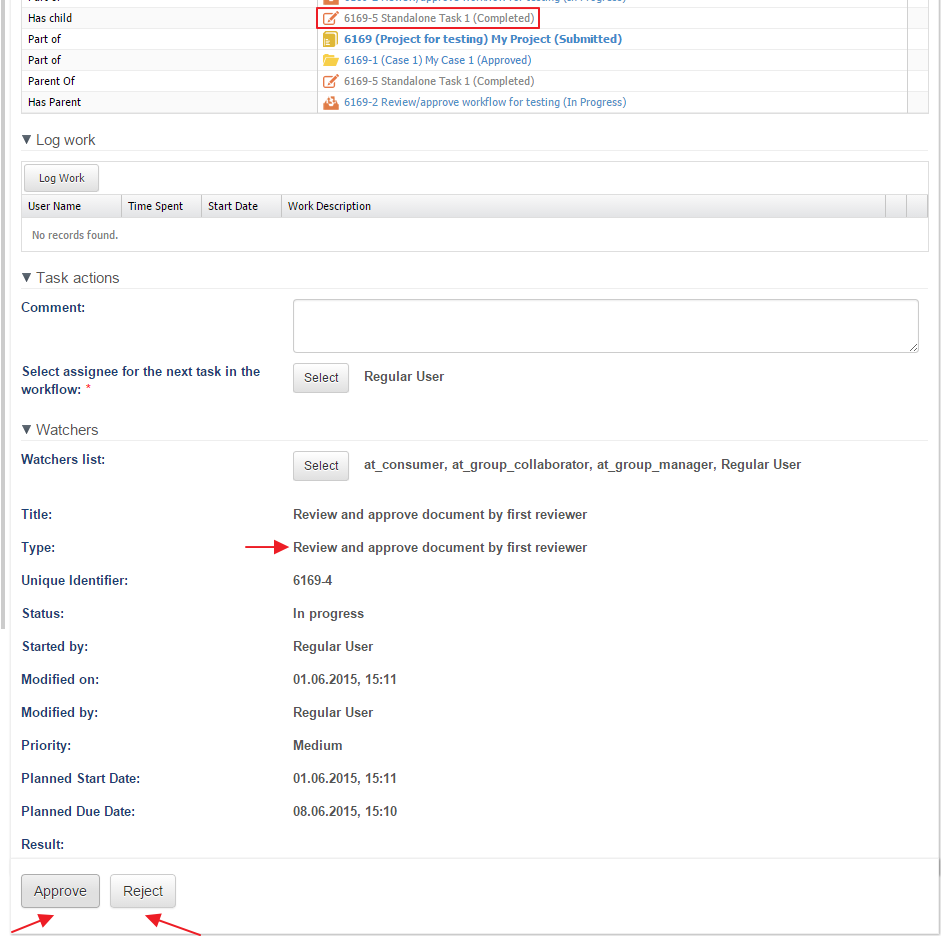 Has child 6169-5 Standalone Task 1 (Completed)
Part of 6169 (Project for testing) My Project (Submitted)
Part of 6169-1 (Case 1) My Case 1 (Approved)
Parent Of 6169-5 Standalone Task 1 (Completed)
Has Parent 6169-2 Review/approve workflow for testing (In Progress)
Log work
Log Work
User Name Time Spent Start Date Work Description
No records found.
Task actions
Comment:
Select assignee for the next task in the
workflow: * Select Regular User
Watchers
Watchers list: Select at_consumer, at_group_collaborator, at_group_manager, Regular User
Title: Review and approve document by first reviewer
Type: Review and approve document by first reviewer
Unique Identifier: 6169-4
Status: In progress
Started by: Regular User
Modified on: 01.06.2015, 15:11
Modified by: Regular User
Priority: Medium
Planned Start Date: 01.06.2015, 15:11
Planned Due Date: 08.06.2015, 15:10
Result:
Approve Reject